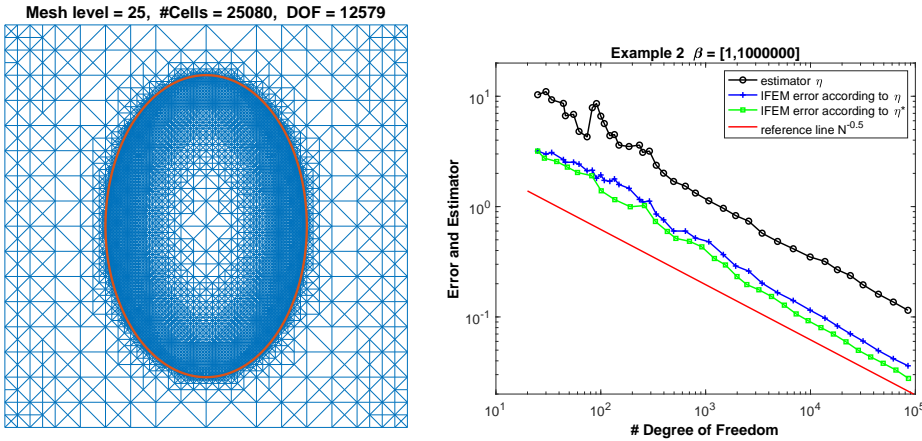 Mesh level = 25, #Cells = 25080, DOF = 12579
Example 2 β = [1,1000000]
estimator η
IFEM error according to η
IFEM error according to η*
reference line N^-0.5
Error and Estimator
10^1
10^0
10^-1
10^1 10^2 10^3 10^4 10^5
# Degree of Freedom